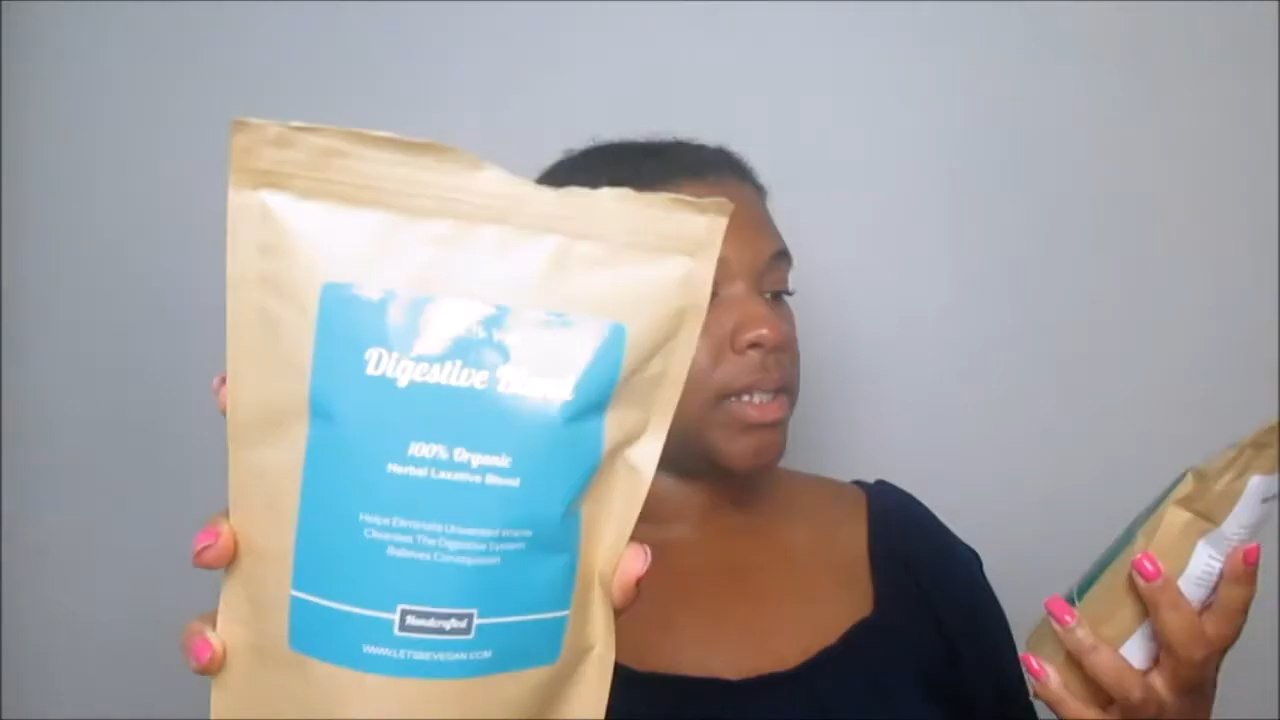 Digestive Blend
100% Organic
Herbal Laxative Blend
Helps Eliminate Unwanted Waste
Cleanses The Digestive System
Relieves Constipation
Handcrafted
WWW.LETSBEVEGAN.COM